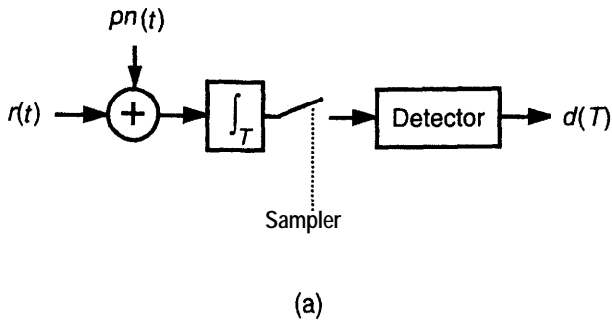 pn(t)
r(t)
+
∫T
Detector
d(T)
Sampler
(a)